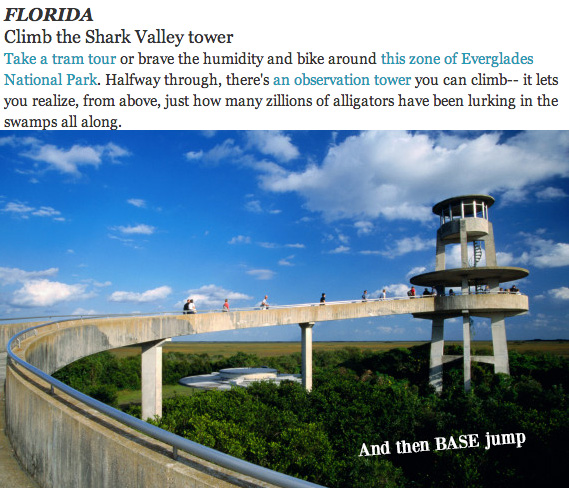 FLORIDA
Climb the Shark Valley tower
Take a tram tour or brave the humidity and bike around this zone of Everglades
National Park. Halfway through, there's an observation tower you can climb-- it lets
you realize, from above, just how many zillions of alligators have been lurking in the
swamps all along.
And then BASE jump